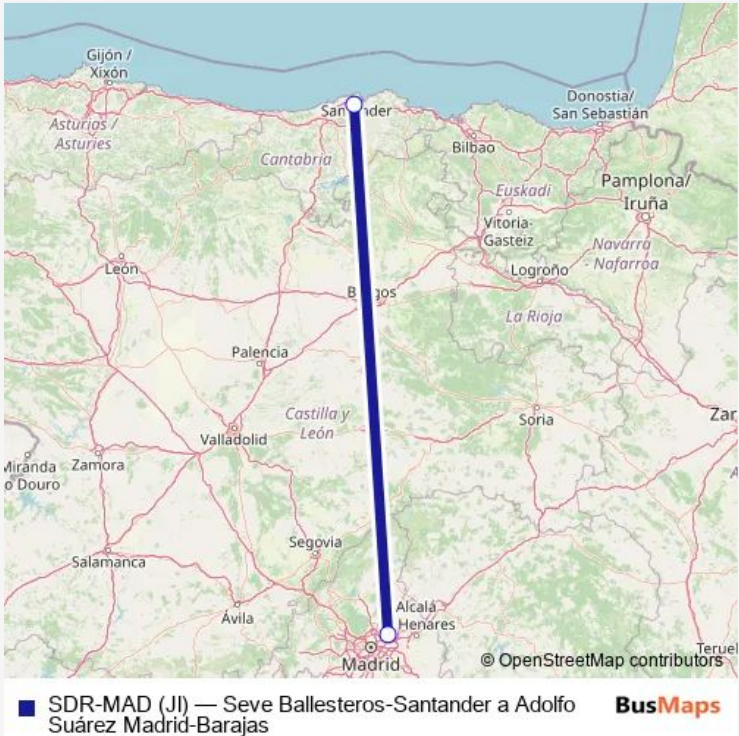 Gijón /
Xixón
Santander
Donostia/
San Sebastián
Asturias /
Asturies
Cantabria
Bilbao
Pamplona/
Iruña
Euskadi
Vitoria-
Gasteiz
Navarra
- Nafarroa
León
Logroño
La Rioja
Palencia
Castilla y
León
Soria
Zar
Valladolid
Miranda
o Douro
Zamora
Segovia
Salamanca
Ávila
Alcalá
Henares
Madrid
Teruel
© OpenStreetMap contributors
SDR-MAD (JI) — Seve Ballesteros-Santander a Adolfo
Suárez Madrid-Barajas
BusMaps